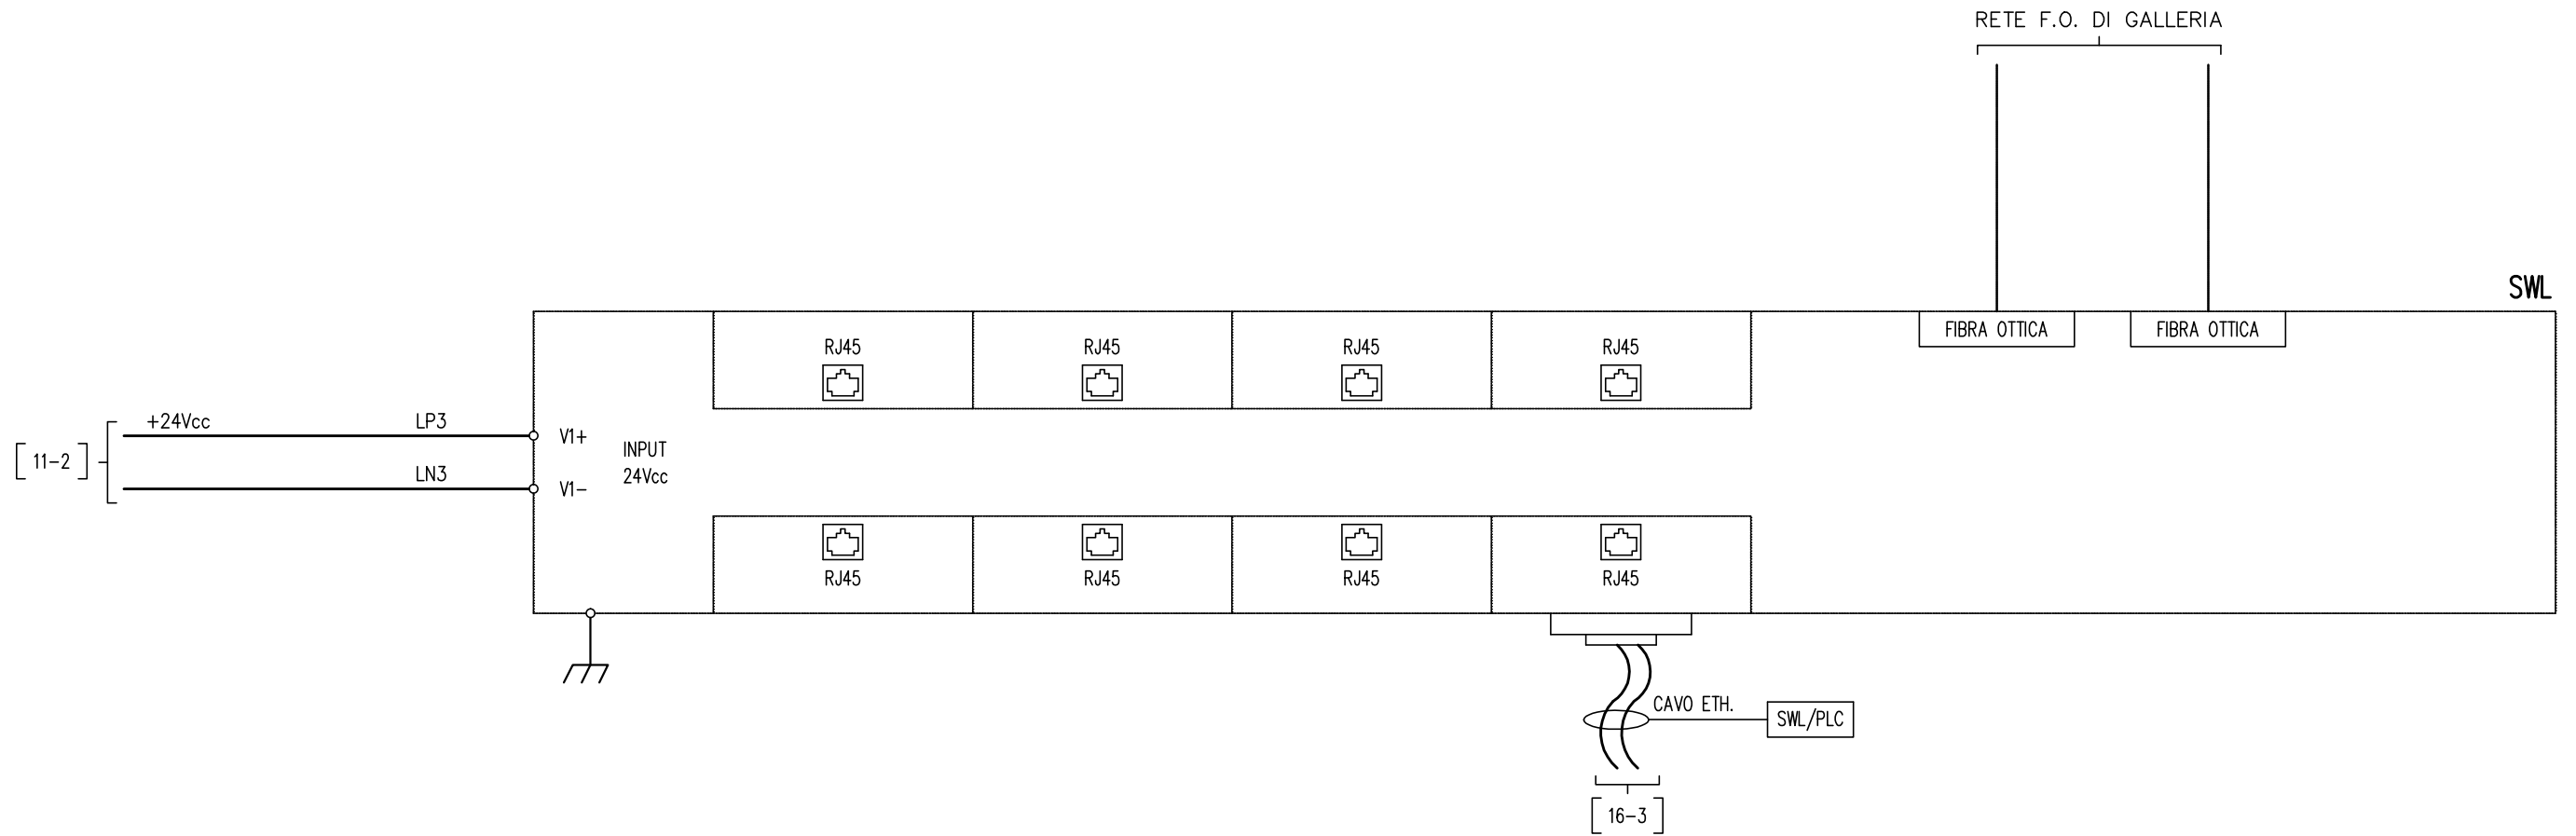 RETE F.O. DI GALLERIA
SWL
FIBRA OTTICA
FIBRA OTTICA
RJ45
RJ45
RJ45
RJ45
+24Vcc
LP3
V1+
INPUT
24Vcc
11-2
LN3
V1-
RJ45
RJ45
RJ45
RJ45
CAVO ETH.
SWL/PLC
16-3